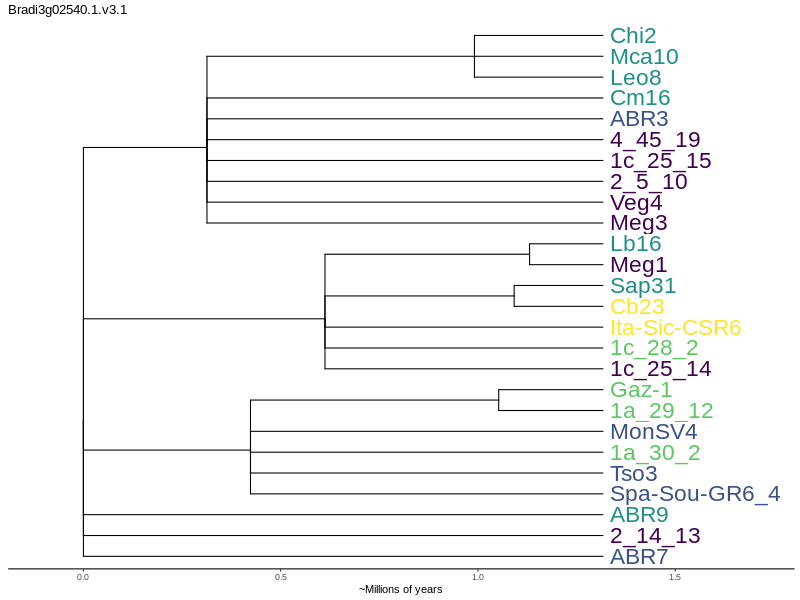 Bradi3g02540.1.v3.1
Chi2
Mca10
Leo8
Cm16
ABR3
4_45_19
1c_25_15
2_5_10
Veg4
Meg3
Lb16
Meg1
Sap31
Cb23
Ita-Sic-CSR6
1c_28_2
1c_25_14
Gaz-1
1a_29_12
MonSV4
1a_30_2
Tso3
Spa-Sou-GR6_4
ABR9
2_14_13
ABR7
0.0 0.5 1.0 1.5
~Millions of years